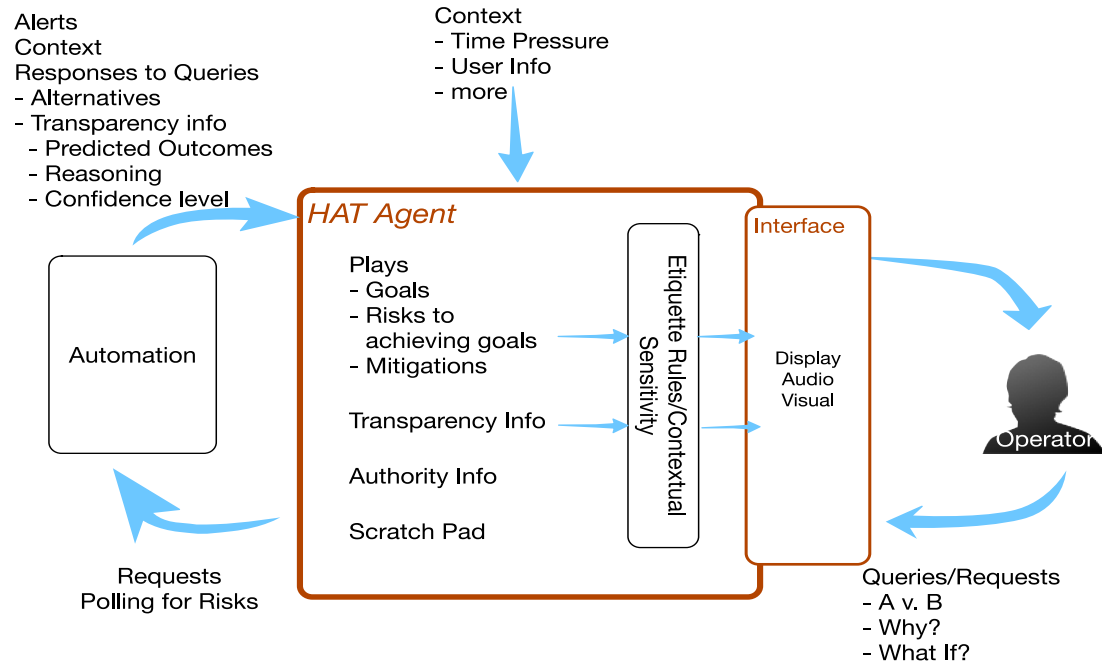 Alerts
Context
Responses to Queries
- Alternatives
- Transparency info
- Predicted Outcomes
- Reasoning
- Confidence level
Context
- Time Pressure
- User Info
- more
HAT Agent
Interface
Plays
- Goals
- Risks to
achieving goals
- Mitigations
Transparency Info
Authority Info
Scratch Pad
Etiquette Rules/Contextual
Sensitivity
Display
Audio
Visual
Automation
Operator
Requests
Polling for Risks
Queries/Requests
- A v. B
- Why?
- What If?